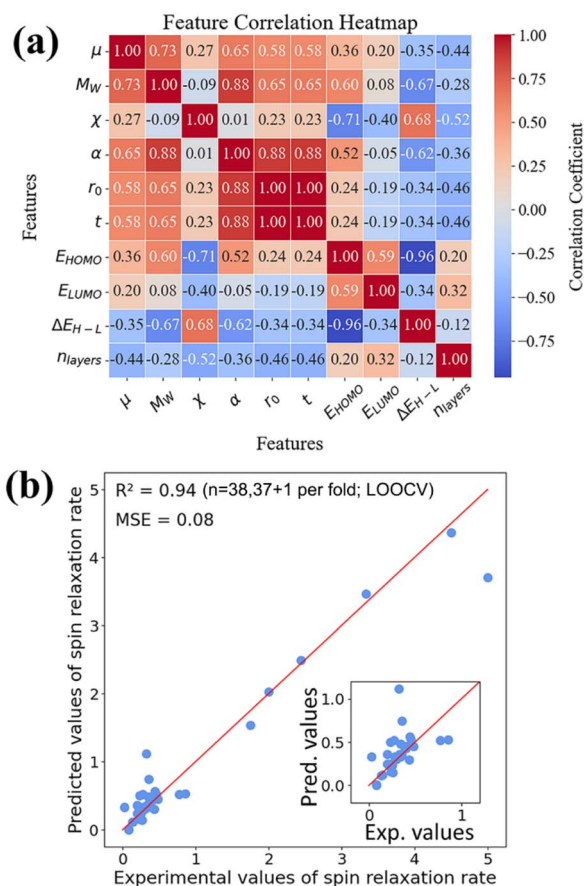 (a)
Feature Correlation Heatmap
μ 1.00 0.73 0.27 0.65 0.58 0.58 0.36 0.20 -0.35 -0.44
M_W 0.73 1.00 -0.09 0.88 0.65 0.65 0.60 0.08 -0.67 -0.28
χ 0.27 -0.09 1.00 0.01 0.23 0.23 -0.71 -0.40 0.68 -0.52
α 0.65 0.88 0.01 1.00 0.88 0.88 0.52 -0.05 -0.62 -0.36
r_0 0.58 0.65 0.23 0.88 1.00 1.00 0.24 -0.19 -0.34 -0.46
t 0.58 0.65 0.23 0.88 1.00 1.00 0.24 -0.19 -0.34 -0.46
E_HOMO 0.36 0.60 -0.71 0.52 0.24 0.24 1.00 0.59 -0.96 0.20
E_LUMO 0.20 0.08 -0.40 -0.05 -0.19 -0.19 0.59 1.00 -0.34 0.32
ΔE_H-L -0.35 -0.67 0.68 -0.62 -0.34 -0.34 -0.96 -0.34 1.00 -0.12
n_layers -0.44 -0.28 -0.52 -0.36 -0.46 -0.46 0.20 0.32 -0.12 1.00
μ M_W χ α r_0 t E_HOMO E_LUMO ΔE_H-L n_layers
Features
Features
1.00
0.75
0.50
0.25
0.00
-0.25
-0.50
-0.75
Correlation Coefficient
(b)
R² = 0.94 (n=38,37+1 per fold; LOOCV)
MSE = 0.08
5
4
3
2
1
0
Predicted values of spin relaxation rate
0 1 2 3 4 5
Experimental values of spin relaxation rate
1.0
0.5
0.0
Pred. values
0 1
Exp. values